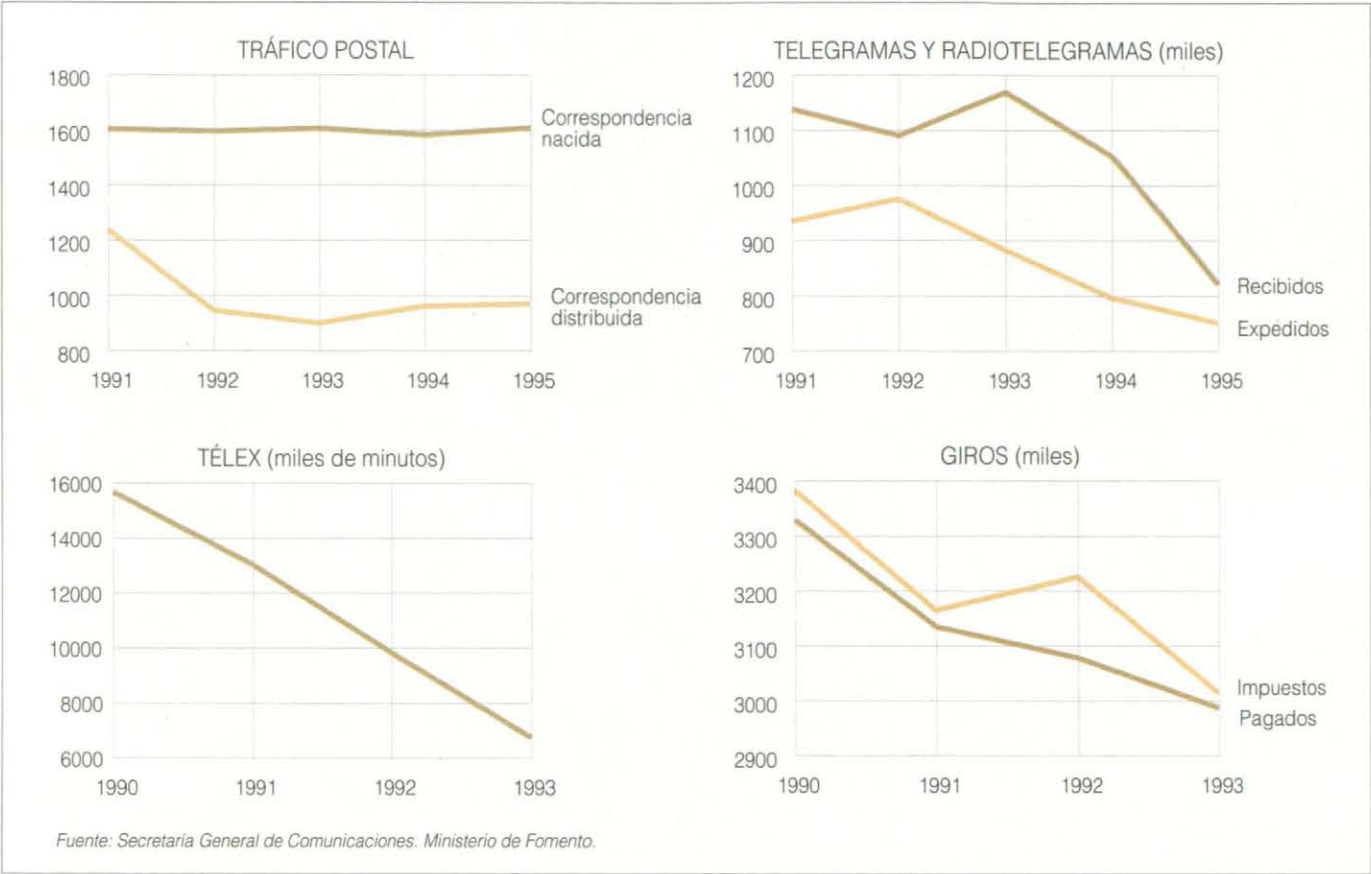 TRÁFICO POSTAL
1800
1600
1400
1200
1000
800
1991 1992 1993 1994 1995
Correspondencia
nacida
Correspondencia
distribuida
TELEGRAMAS Y RADIOTELEGRAMAS (miles)
1200
1100
1000
900
800
700
1991 1992 1993 1994 1995
Recibidos
Expedidos
TÉLEX (miles de minutos)
16000
14000
12000
10000
8000
6000
1990 1991 1992 1993
GIROS (miles)
3400
3300
3200
3100
3000
2900
1990 1991 1992 1993
Impuestos
Pagados
Fuente: Secretaría General de Comunicaciones. Ministerio de Fomento.